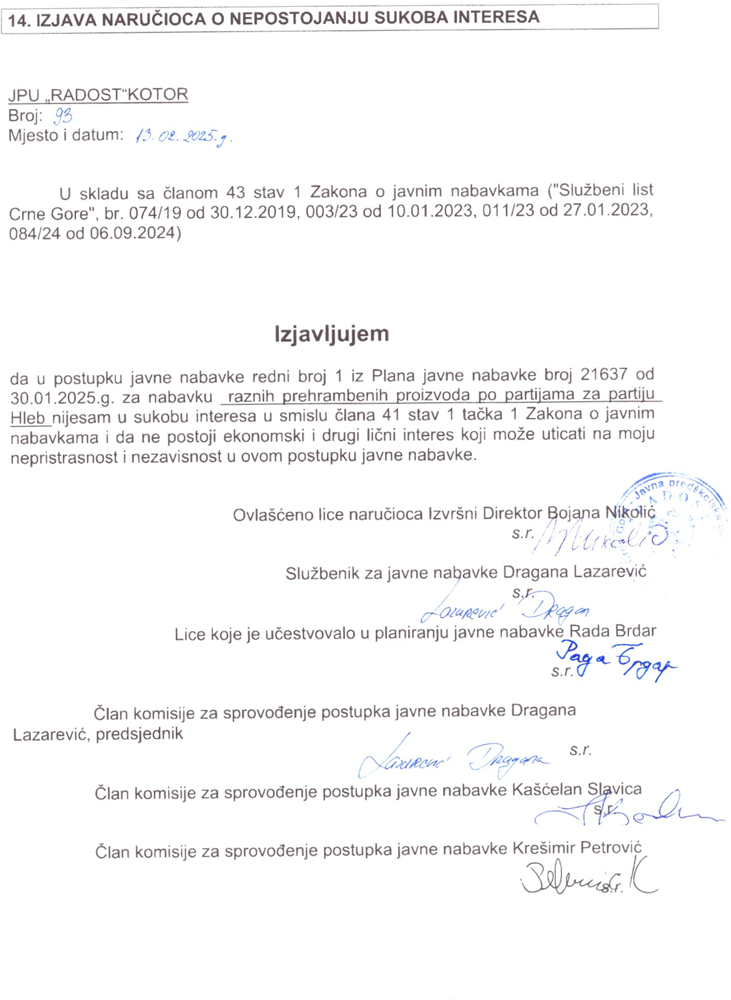 14. IZJAVA NARUČIOCA O NEPOSTOJANJU SUKOBA INTERESA
JPU „RADOST“KOTOR
Broj: 93
Mjesto i datum: 13.02.2025.g.
U skladu sa članom 43 stav 1 Zakona o javnim nabavkama ("Službeni list
Crne Gore", br. 074/19 od 30.12.2019, 003/23 od 10.01.2023, 011/23 od 27.01.2023,
084/24 od 06.09.2024)
Izjavljujem
da u postupku javne nabavke redni broj 1 iz Plana javne nabavke broj 21637 od
30.01.2025.g. za nabavku raznih prehrambenih proizvoda po partijama za partiju
Hleb nijesam u sukobu interesa u smislu člana 41 stav 1 tačka 1 Zakona o javnim
nabavkama i da ne postoji ekonomski i drugi lični interes koji može uticati na moju
nepristrasnost i nezavisnost u ovom postupku javne nabavke.
Javna predškolska
RADOST
Ovlašćeno lice naručioca Izvršni Direktor Bojana Nikolić
s.r.
Službenik za javne nabavke Dragana Lazarević
s.r.
Lazarević Dragan
Lice koje je učestvovalo u planiranju javne nabavke Rada Brdar
Рада Брдар
s.r.
Član komisije za sprovođenje postupka javne nabavke Dragana
Lazarević, predsjednik
Lazarević Dragana s.r.
Član komisije za sprovođenje postupka javne nabavke Kašćelan Slavica
s.r.
Član komisije za sprovođenje postupka javne nabavke Krešimir Petrović
s.r.